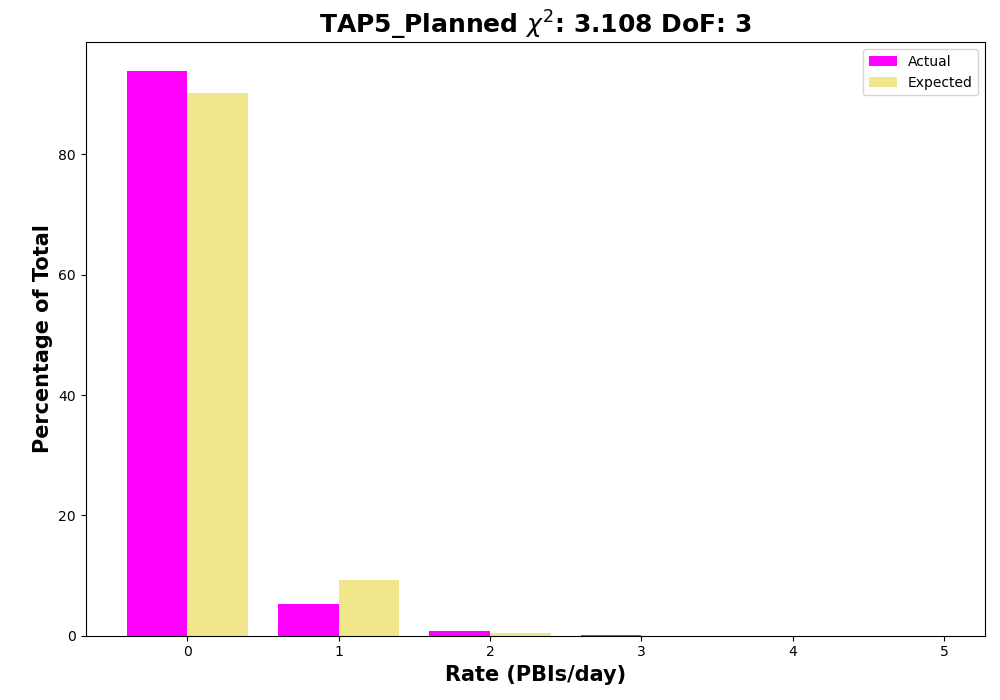 TAP5_Planned χ²: 3.108 DoF: 3
Actual
Expected
Percentage of Total
80
60
40
20
0
0 1 2 3 4 5
Rate (PBIs/day)